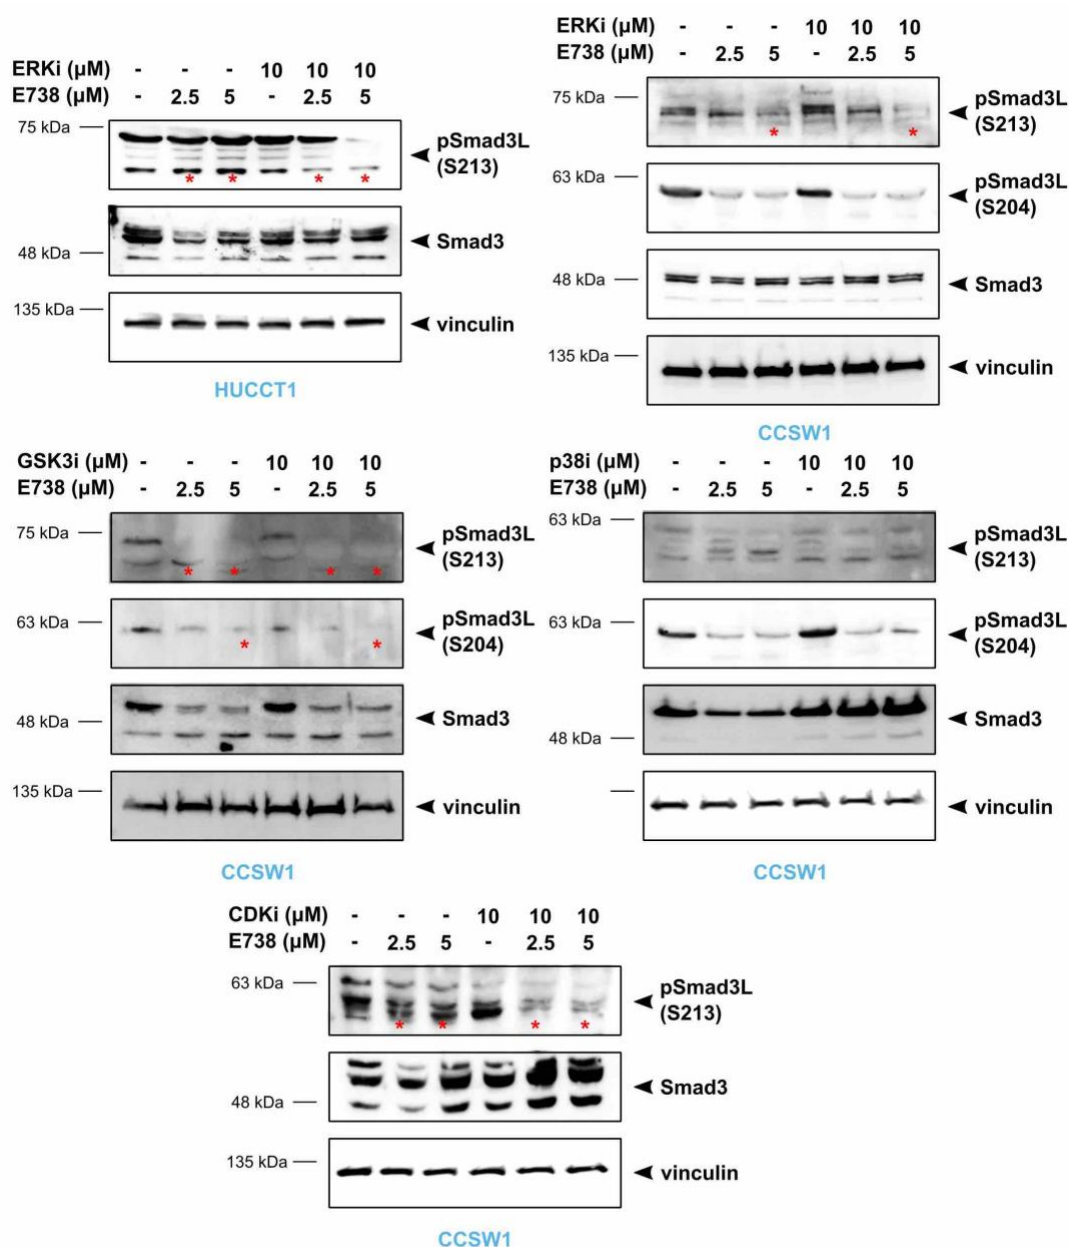 ERKi (µM) - - - 10 10 10
E738 (µM) - 2.5 5 - 2.5 5
75 kDa
pSmad3L
(S213)
*
*
*
*
Smad3
48 kDa
135 kDa
vinculin
HUCCT1
ERKi (µM) - - - 10 10 10
E738 (µM) - 2.5 5 - 2.5 5
75 kDa
pSmad3L
(S213)
*
*
63 kDa
pSmad3L
(S204)
48 kDa
Smad3
135 kDa
vinculin
CCSW1
GSK3i (µM) - - - 10 10 10
E738 (µM) - 2.5 5 - 2.5 5
75 kDa
pSmad3L
(S213)
*
*
*
*
63 kDa
pSmad3L
(S204)
*
*
Smad3
48 kDa
135 kDa
vinculin
CCSW1
p38i (µM) - - - 10 10 10
E738 (µM) - 2.5 5 - 2.5 5
63 kDa
pSmad3L
(S213)
63 kDa
pSmad3L
(S204)
Smad3
48 kDa
vinculin
CCSW1
CDKi (µM) - - - 10 10 10
E738 (µM) - 2.5 5 - 2.5 5
63 kDa
pSmad3L
(S213)
*
*
*
*
Smad3
48 kDa
135 kDa
vinculin
CCSW1